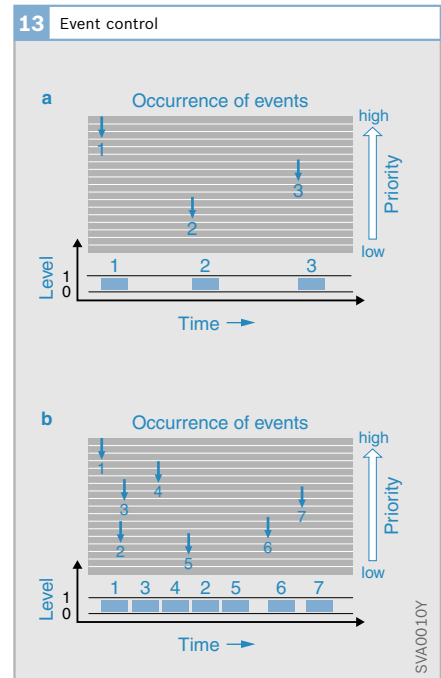 13 Event control
a
Occurrence of events
high
1
3
2
Priority
low
Level
1 2 3
1
0
Time
b
Occurrence of events
high
1
4
3
7
2
6
5
Priority
low
Level
1 3 4 2 5 6 7
1
0
Time
SVA0010Y